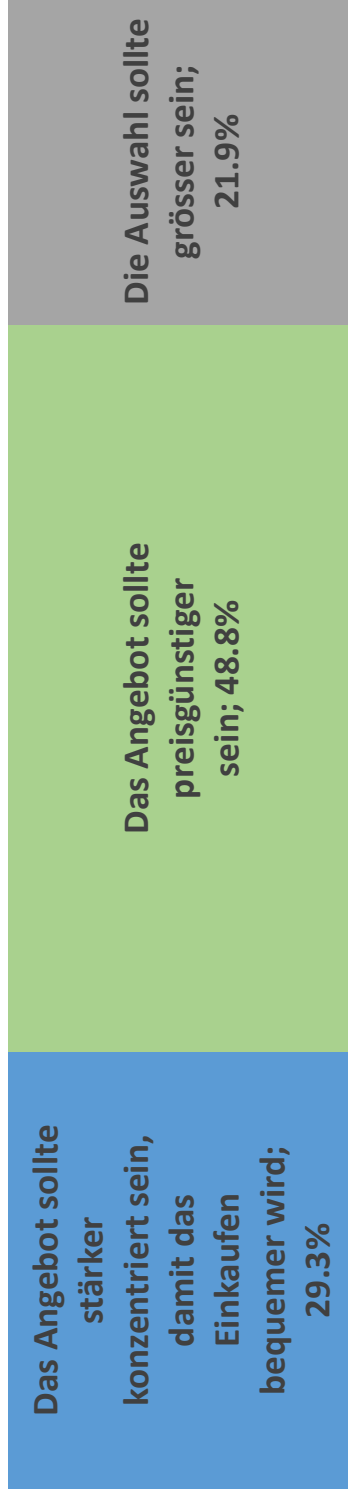 Das Angebot sollte
stärker
konzentriert sein,
damit das
Einkaufen
bequemer wird;
29.3%
Das Angebot sollte
preisgünstiger
sein; 48.8%
Die Auswahl sollte
grösser sein;
21.9%